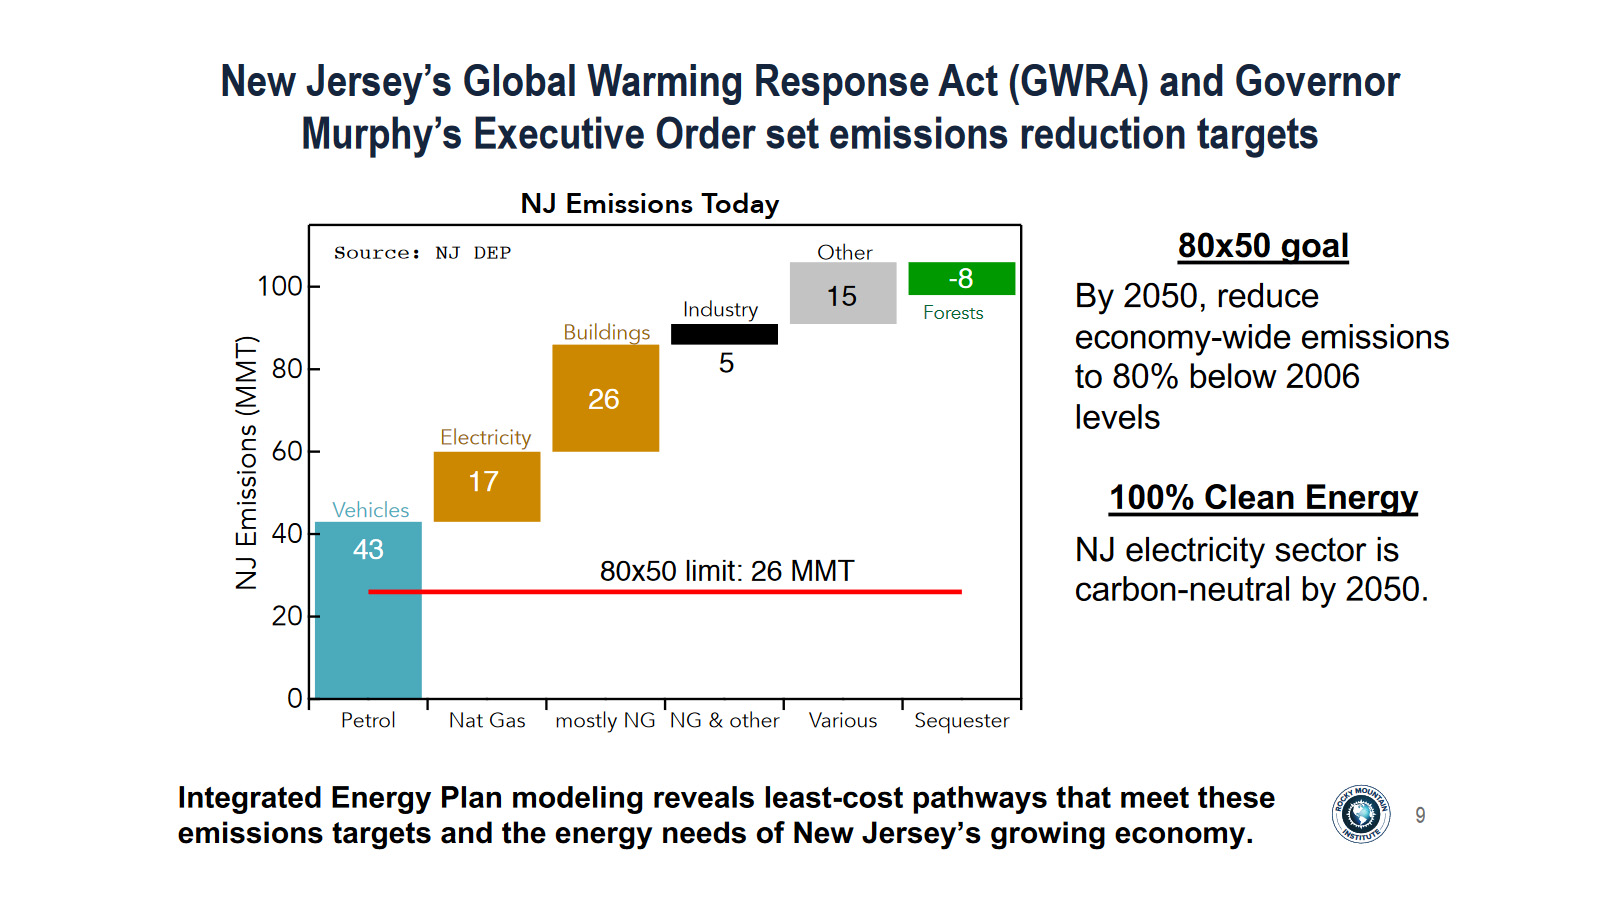 New Jersey’s Global Warming Response Act (GWRA) and Governor
Murphy’s Executive Order set emissions reduction targets
NJ Emissions Today
Source: NJ DEP
NJ Emissions (MMT)
100
80
60
40
20
0
Vehicles
43
Electricity
17
Buildings
26
Industry
5
Other
15
-8
Forests
80x50 limit: 26 MMT
Petrol
Nat Gas
mostly NG
NG & other
Various
Sequester
80x50 goal
By 2050, reduce
economy-wide emissions
to 80% below 2006
levels
100% Clean Energy
NJ electricity sector is
carbon-neutral by 2050.
Integrated Energy Plan modeling reveals least-cost pathways that meet these
emissions targets and the energy needs of New Jersey’s growing economy.
ROCKY MOUNTAIN
INSTITUTE
9